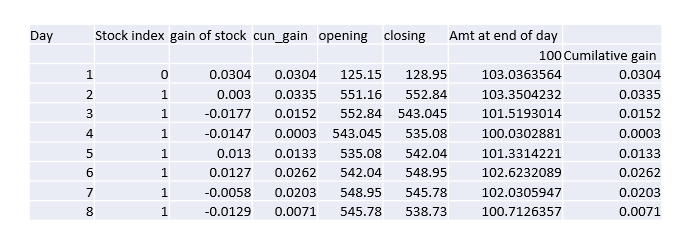 Day Stock index gain of stock cun_gain opening closing Amt at end of day
100 Cumilative gain
1 0 0.0304 0.0304 125.15 128.95 103.0363564 0.0304
2 1 0.003 0.0335 551.16 552.84 103.3504232 0.0335
3 1 -0.0177 0.0152 552.84 543.045 101.5193014 0.0152
4 1 -0.0147 0.0003 543.045 535.08 100.0302881 0.0003
5 1 0.013 0.0133 535.08 542.04 101.3314221 0.0133
6 1 0.0127 0.0262 542.04 548.95 102.6232089 0.0262
7 1 -0.0058 0.0203 548.95 545.78 102.0305947 0.0203
8 1 -0.0129 0.0071 545.78 538.73 100.7126357 0.0071